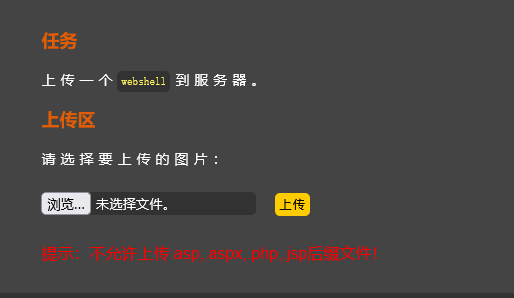 任务
上传一个 webshell 到服务器。
上传区
请选择要上传的图片：
浏览... 未选择文件。 上传
提示：不允许上传.asp,.aspx,.php,.jsp后缀文件！